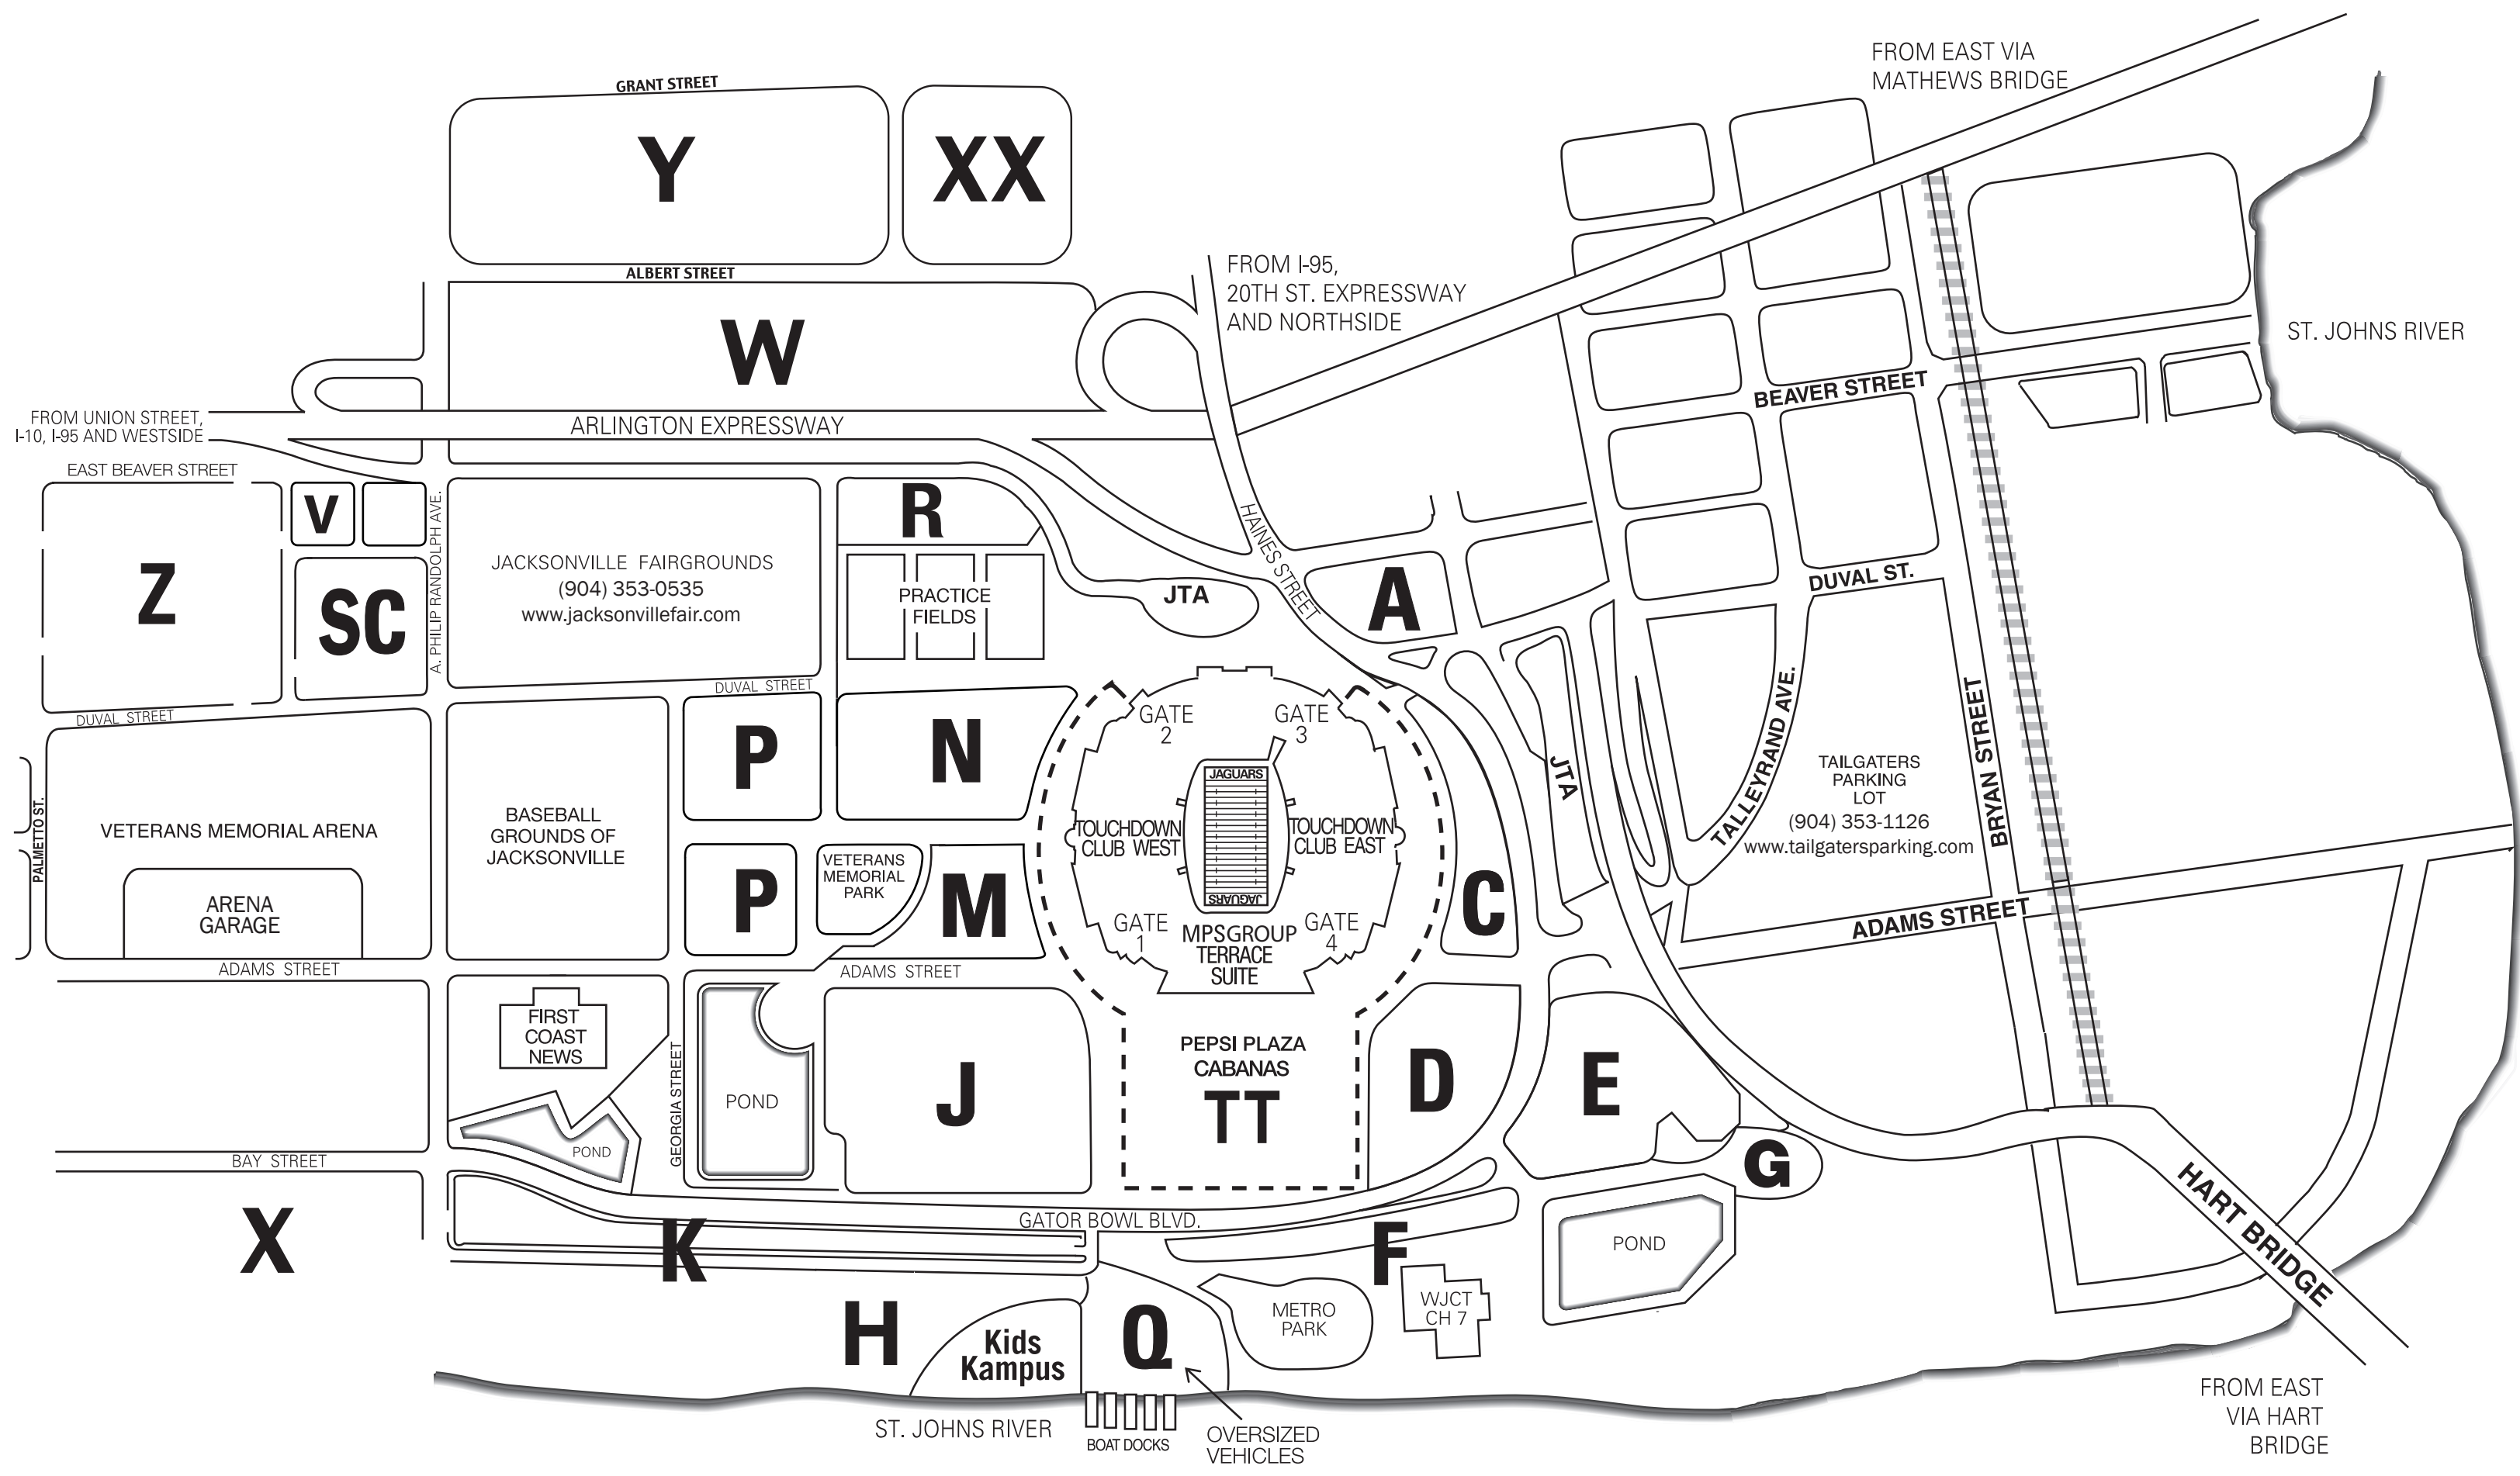 FROM EAST VIA
MATHEWS BRIDGE
GRANT STREET
Y
XX
ALBERT STREET
FROM I-95,
20TH ST. EXPRESSWAY
AND NORTHSIDE
ST. JOHNS RIVER
W
BEAVER STREET
FROM UNION STREET,
I-10, I-95 AND WESTSIDE
ARLINGTON EXPRESSWAY
EAST BEAVER STREET
V
R
A. PHILIP RANDOLPH AVE.
HAINES STREET
Z
SC
JACKSONVILLE FAIRGROUNDS
(904) 353-0535
www.jacksonvillefair.com
PRACTICE
FIELDS
JTA
A
DUVAL ST.
DUVAL STREET
DUVAL STREET
P
N
GATE
2
GATE
3
JAGUARS
JTA
TALLEYRAND AVE.
BRYAN STREET
TAILGATERS
PARKING
LOT
(904) 353-1126
www.tailgatersparking.com
PALMETTO ST.
VETERANS MEMORIAL ARENA
BASEBALL
GROUNDS OF
JACKSONVILLE
TOUCHDOWN
CLUB WEST
TOUCHDOWN
CLUB EAST
ARENA
GARAGE
P
VETERANS
MEMORIAL
PARK
M
JAGUARS
GATE
1
MPSGROUP
TERRACE
SUITE
GATE
4
C
ADAMS STREET
ADAMS STREET
ADAMS STREET
FIRST
COAST
NEWS
GEORGIA STREET
POND
J
PEPSI PLAZA
CABANAS
TT
D
E
POND
BAY STREET
G
X
K
GATOR BOWL BLVD.
F
POND
HART BRIDGE
H
Kids
Kampus
Q
METRO
PARK
WJCT
CH 7
ST. JOHNS RIVER
BOAT DOCKS
OVERSIZED
VEHICLES
FROM EAST
VIA HART
BRIDGE